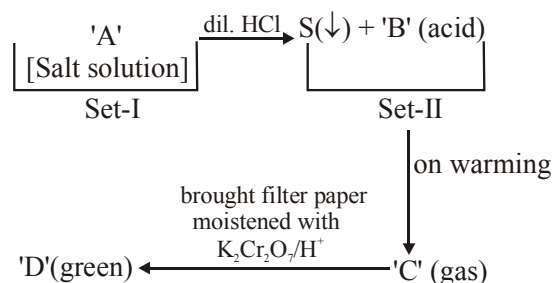 'A'
[Salt solution]
Set-I
dil. HCl
S(↓) + 'B' (acid)
Set-II
on warming
'C' (gas)
brought filter paper
moistened with
K₂Cr₂O₇/H⁺
'D'(green)